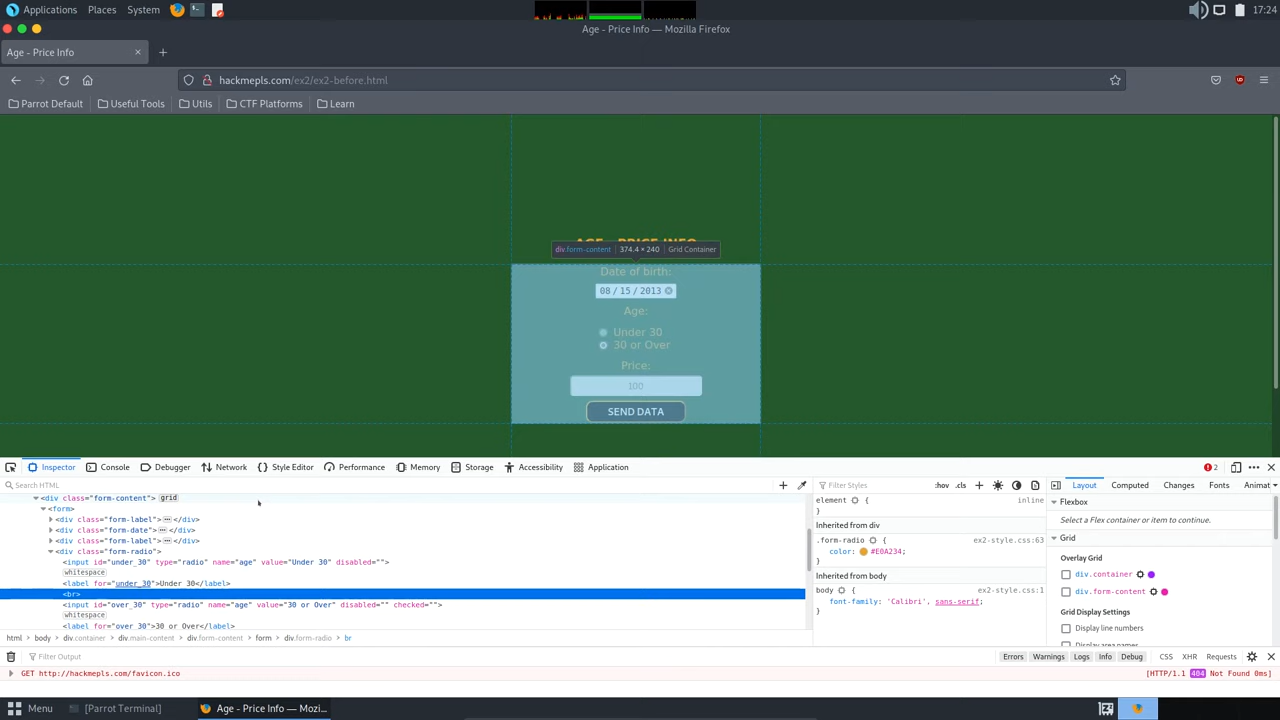 Applications Places System 17:24
Age - Price Info — Mozilla Firefox
Age - Price Info × +
hackmepls.com/ex2/ex2-before.html
Parrot Default Useful Tools Utils CTF Platforms Learn
AGE - PRICE INFO
div.form-content 374.4 × 240 Grid Container
Date of birth:
08 / 15 / 2013
Age:
Under 30
30 or Over
Price:
100
SEND DATA
Inspector Console Debugger Network Style Editor Performance Memory Storage Accessibility Application 2
Search HTML
<div class="form-content"> grid
<form>
<div class="form-label"> ⋯ </div>
<div class="form-date"> ⋯ </div>
<div class="form-label"> ⋯ </div>
<div class="form-radio">
<input id="under_30" type="radio" name="age" value="Under 30" disabled="">
whitespace
<label for="under_30">Under 30</label>
<br>
<input id="over_30" type="radio" name="age" value="30 or Over" disabled="" checked="">
whitespace
<label for="over_30">30 or Over</label>
html body div.container div.main-content div.form-content form div.form-radio br
Filter Styles :hov .cls +
element { inline
}
Inherited from div
.form-radio { ex2-style.css:63
color: #E0A234;
}
Inherited from body
body { ex2-style.css:1
font-family: 'Calibri', sans-serif;
}
Layout Computed Changes Fonts Animat
Flexbox
Select a Flex container or item to continue.
Grid
Overlay Grid
div.container
div.form-content
Grid Display Settings
Display line numbers
Display area names
Filter Output Errors Warnings Logs Info Debug CSS XHR Requests
GET http://hackmepls.com/favicon.ico [HTTP/1.1 404 Not Found 0ms]
Menu [Parrot Terminal] Age - Price Info — Mozi...